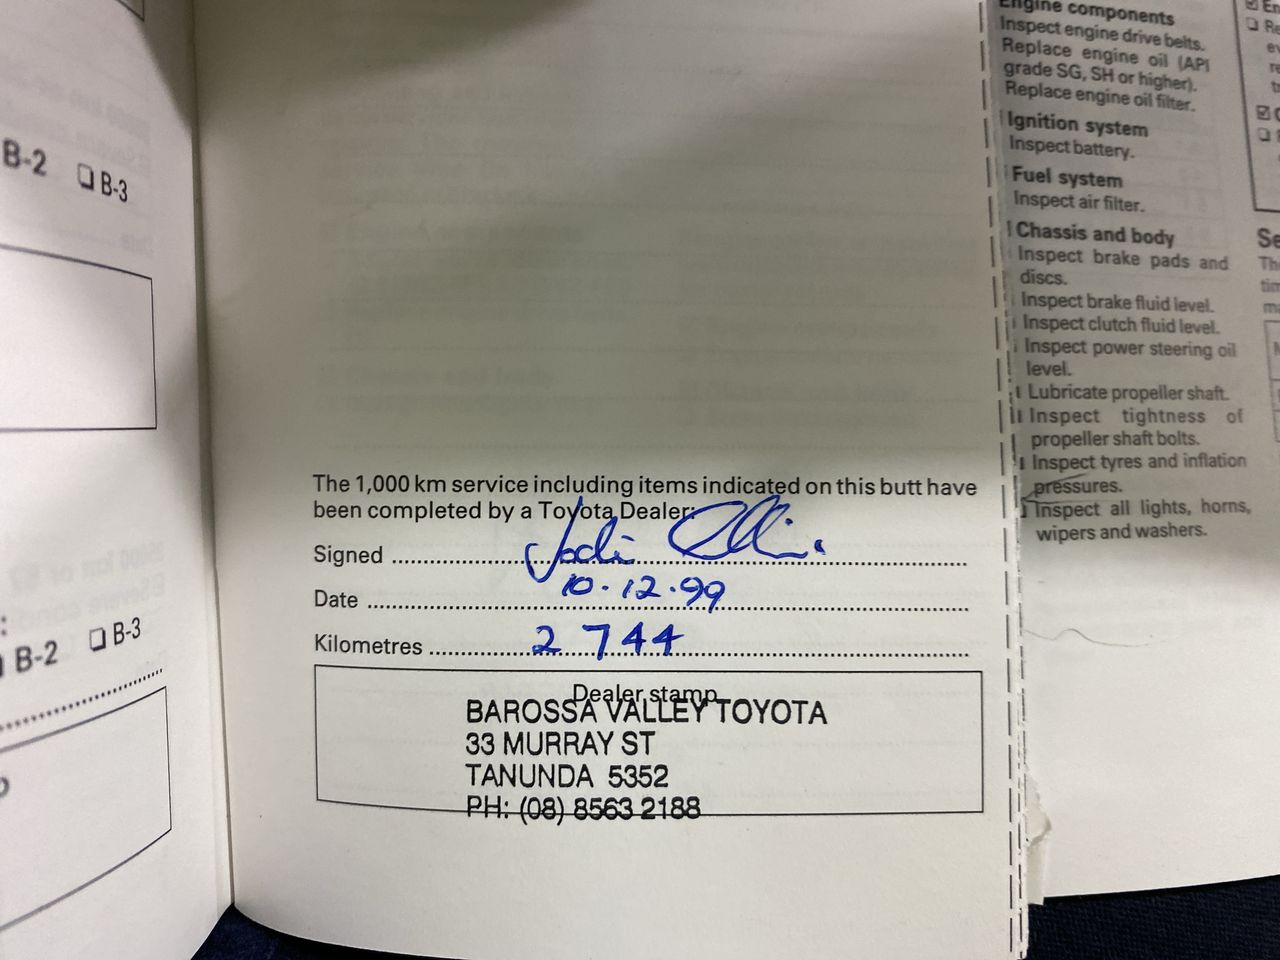 B-2 ❑ B-3
B-2 ❑ B-3
The 1,000 km service including items indicated on this butt have
been completed by a Toyota Dealer:
Signed
Date 10.12.99
Kilometres 2 744
Dealer stamp
BAROSSA VALLEY TOYOTA
33 MURRAY ST
TANUNDA 5352
PH: (08) 8563 2188
Engine components
Inspect engine drive belts.
Replace engine oil (API
grade SG, SH or higher).
Replace engine oil filter.
Ignition system
Inspect battery.
Fuel system
Inspect air filter.
Chassis and body
Inspect brake pads and
discs.
Inspect brake fluid level.
Inspect clutch fluid level.
Inspect power steering oil
level.
Lubricate propeller shaft.
Inspect tightness of
propeller shaft bolts.
Inspect tyres and inflation
pressures.
Inspect all lights, horns,
wipers and washers.